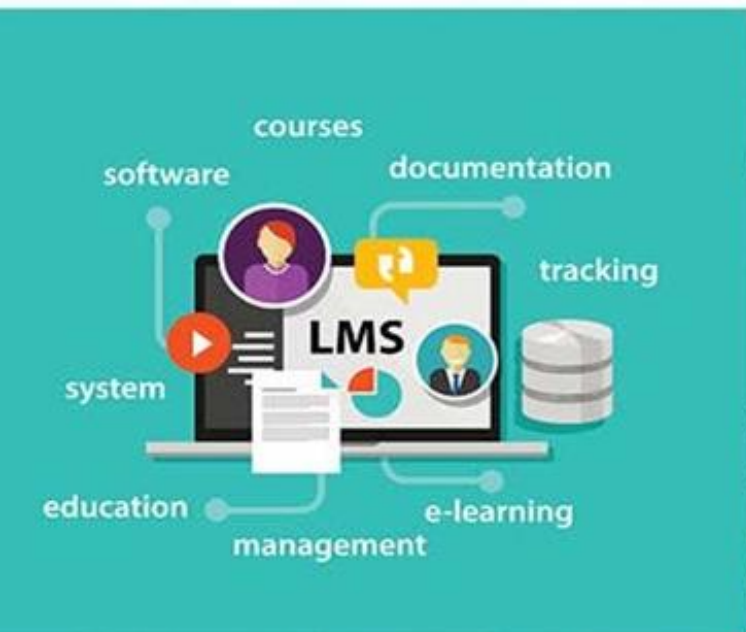 courses
software
documentation
tracking
LMS
system
education
e-learning
management